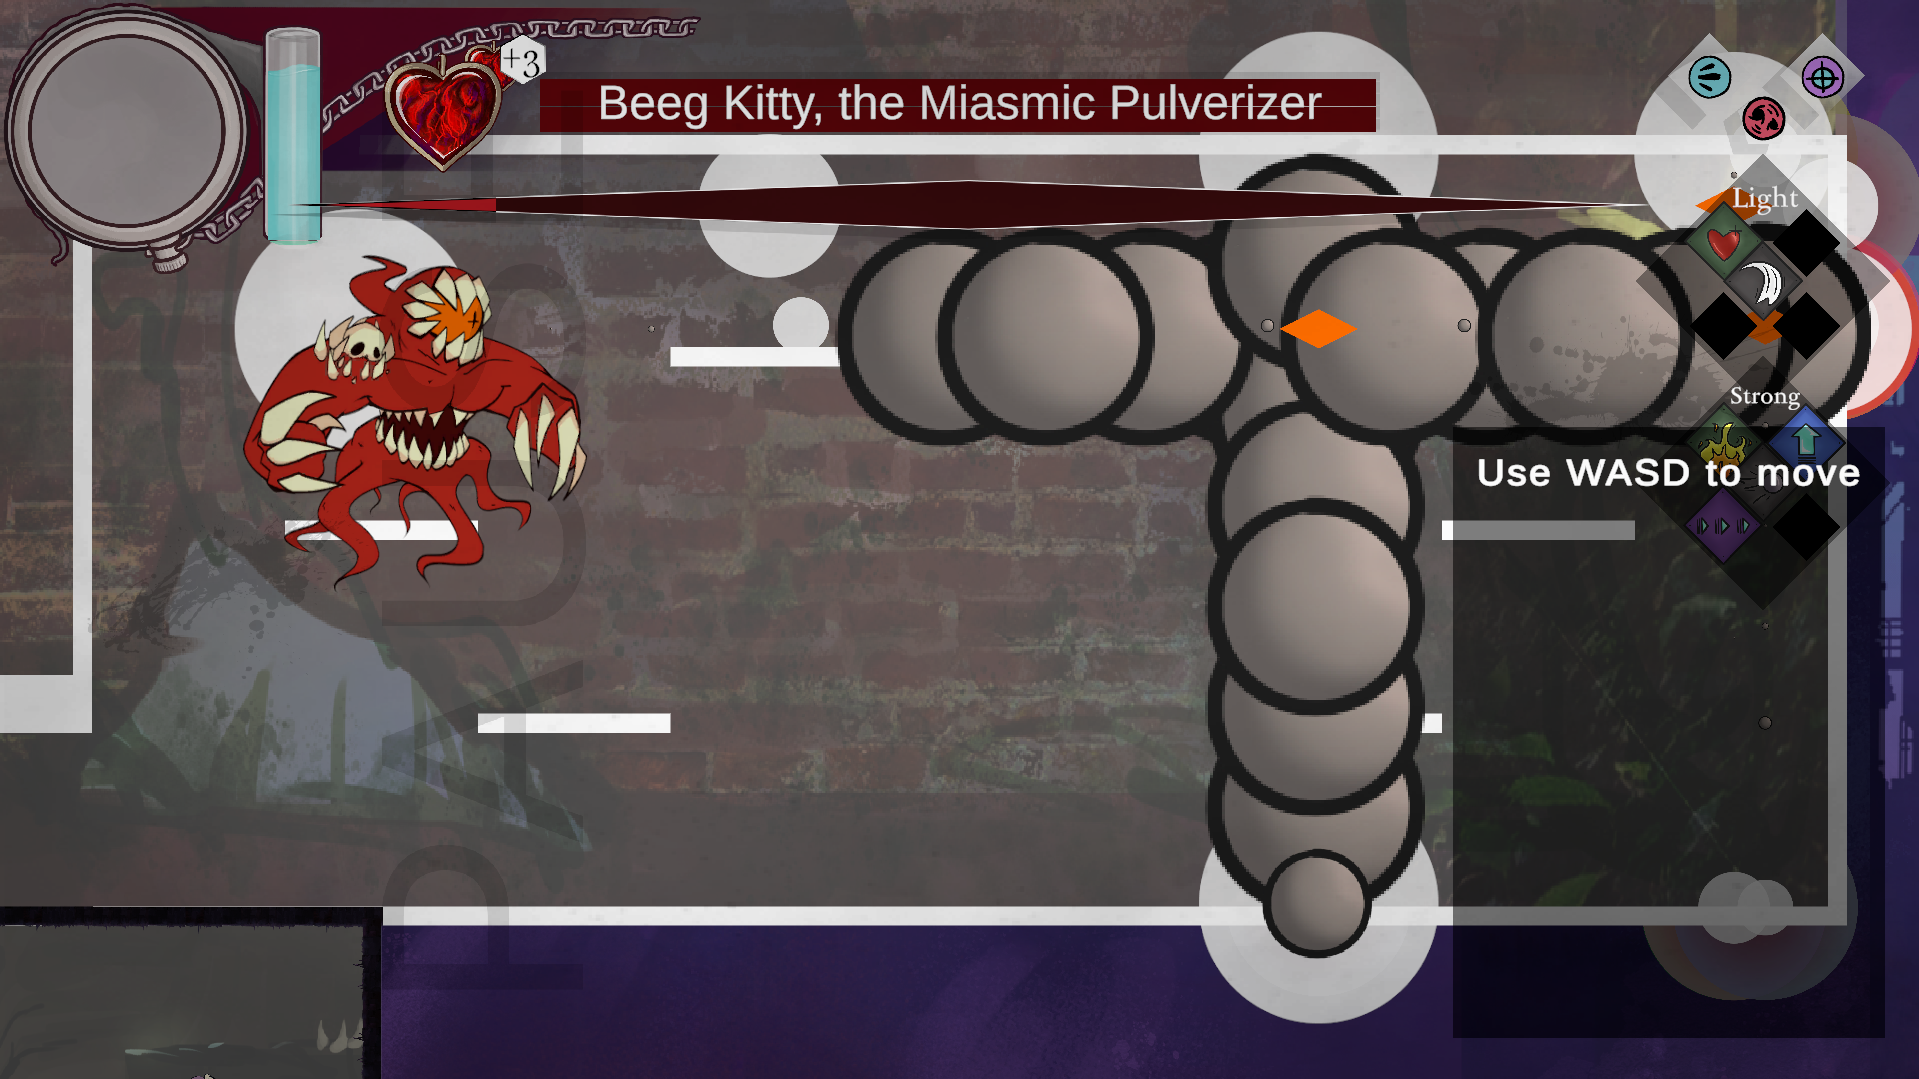 +3
Beeg Kitty, the Miasmic Pulverizer
Light
Strong
Use WASD to move